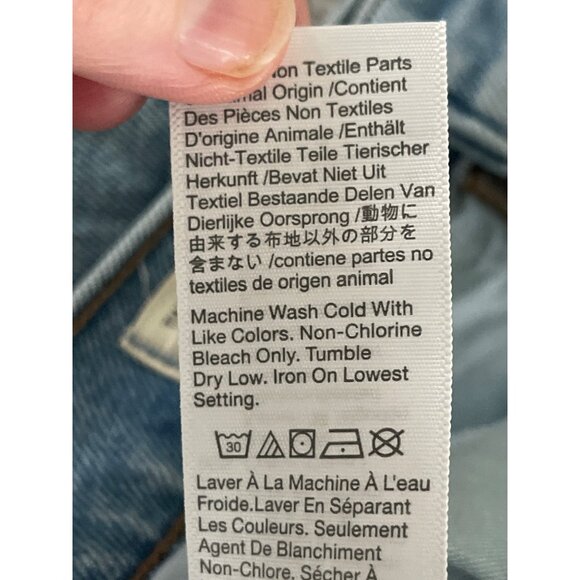 Non Textile Parts
Animal Origin /Contient
Des Pièces Non Textiles
D'origine Animale /Enthält
Nicht-Textile Teile Tierischer
Herkunft /Bevat Niet Uit
Textiel Bestaande Delen Van
Dierlijke Oorsprong /動物に
由来する布地以外の部分を
含まない /contiene partes no
textiles de origen animal
Machine Wash Cold With
Like Colors. Non-Chlorine
Bleach Only. Tumble
Dry Low. Iron On Lowest
Setting.
30
Laver À La Machine À L'eau
Froide.Laver En Séparant
Les Couleurs. Seulement
Agent De Blanchiment
Non-Chlore. Sécher À